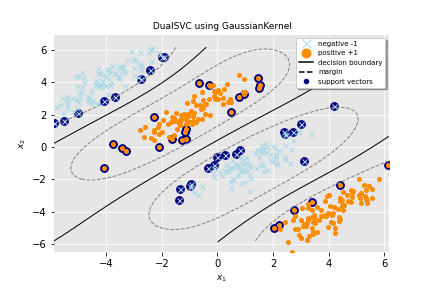 DualSVC using GaussianKernel
negative -1
positive +1
decision boundary
margin
support vectors
6
4
2
0
−2
−4
−6
x₂
−4
−2
0
2
4
6
x₁